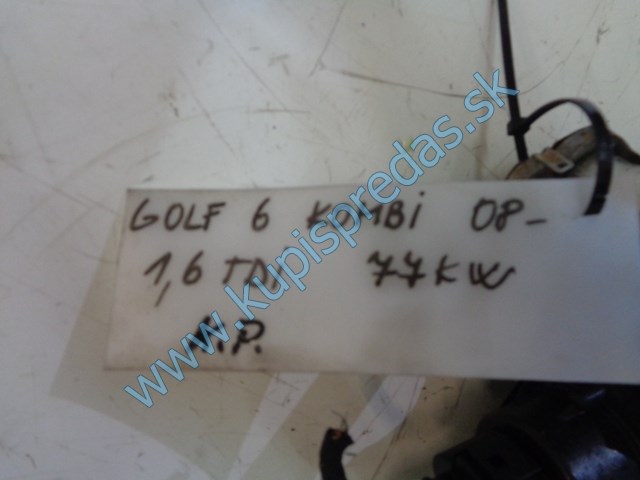 GOLF 6 KOMBi 08-
1,6 TDi 77KW
www.kupispredas.sk